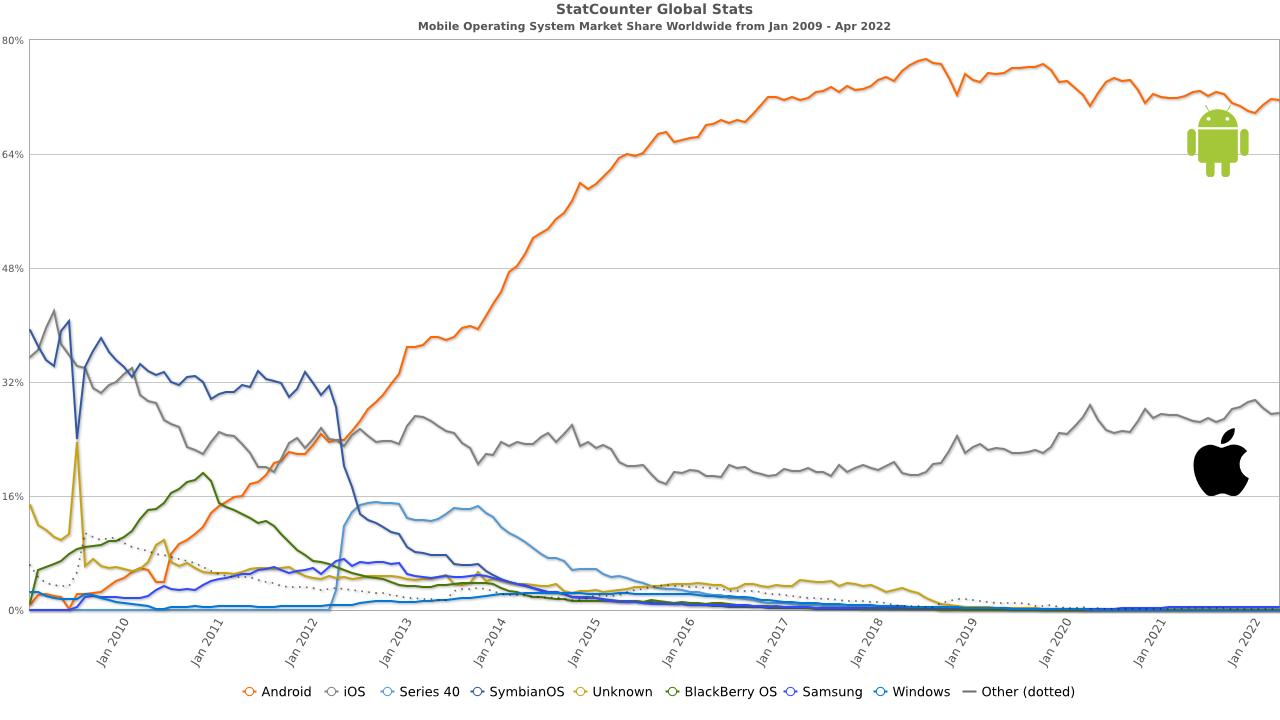 StatCounter Global Stats
Mobile Operating System Market Share Worldwide from Jan 2009 - Apr 2022
80%
64%
48%
32%
16%
0%
Jan 2010
Jan 2011
Jan 2012
Jan 2013
Jan 2014
Jan 2015
Jan 2016
Jan 2017
Jan 2018
Jan 2019
Jan 2020
Jan 2021
Jan 2022
Android iOS Series 40 SymbianOS Unknown BlackBerry OS Samsung Windows Other (dotted)